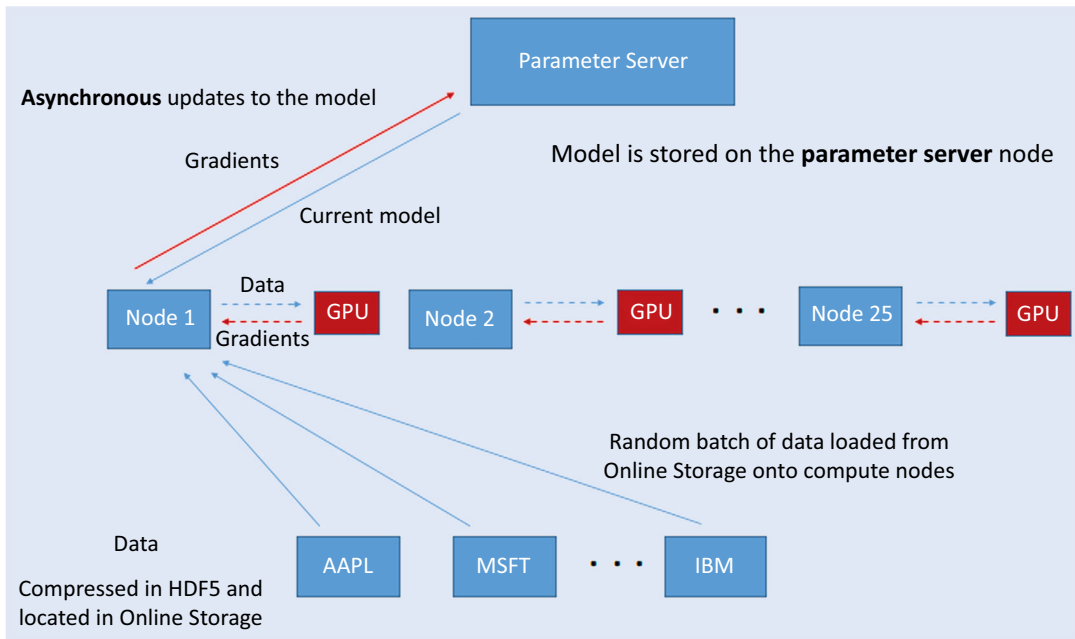 Parameter Server
Asynchronous updates to the model
Gradients
Model is stored on the parameter server node
Current model
Data
Node 1
GPU
Node 2
GPU
. . .
Node 25
GPU
Gradients
Random batch of data loaded from
Online Storage onto compute nodes
Data
AAPL
MSFT
. . .
IBM
Compressed in HDF5 and
located in Online Storage